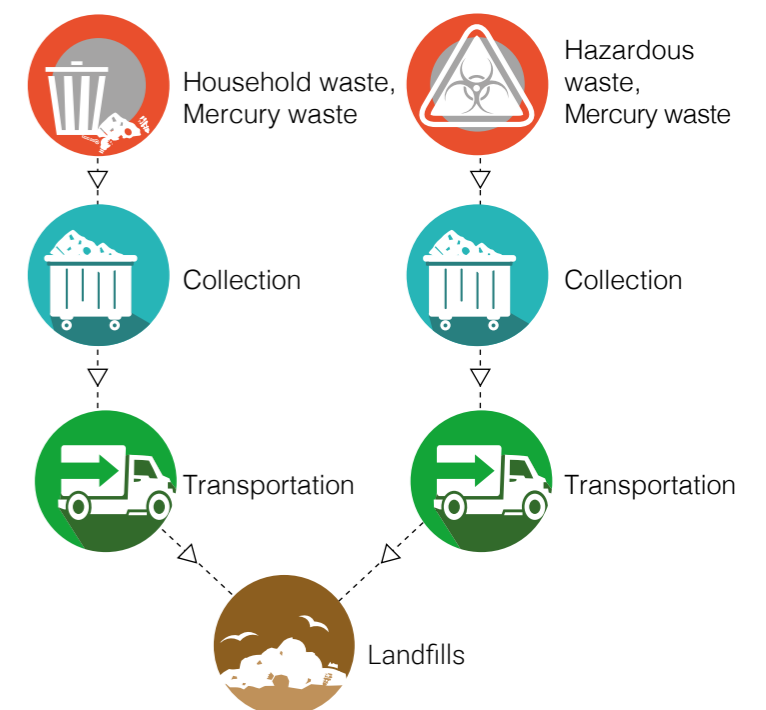 Household waste,
Mercury waste
Hazardous
waste,
Mercury waste
Collection
Collection
Transportation
Transportation
Landfills